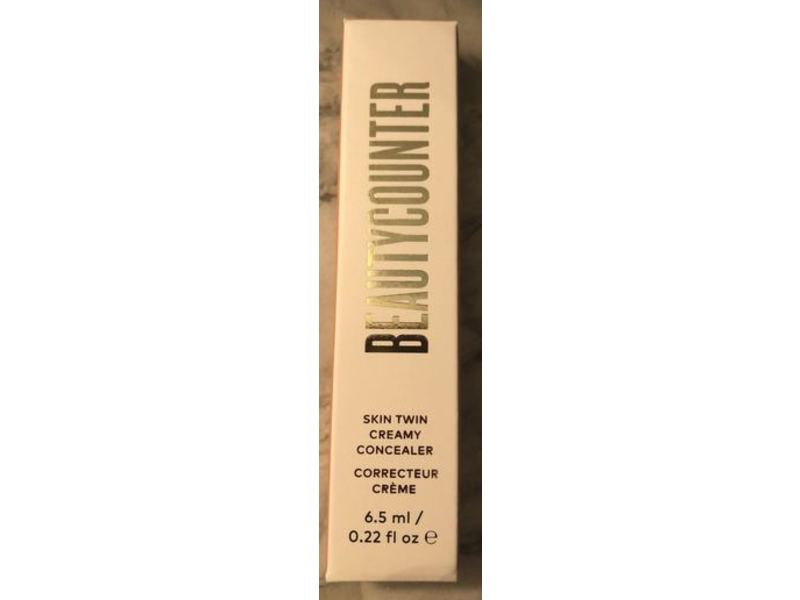 BEAUTYCOUNTER
SKIN TWIN
CREAMY
CONCEALER
CORRECTEUR
CRÈME
6.5 ml /
0.22 fl oz ℮